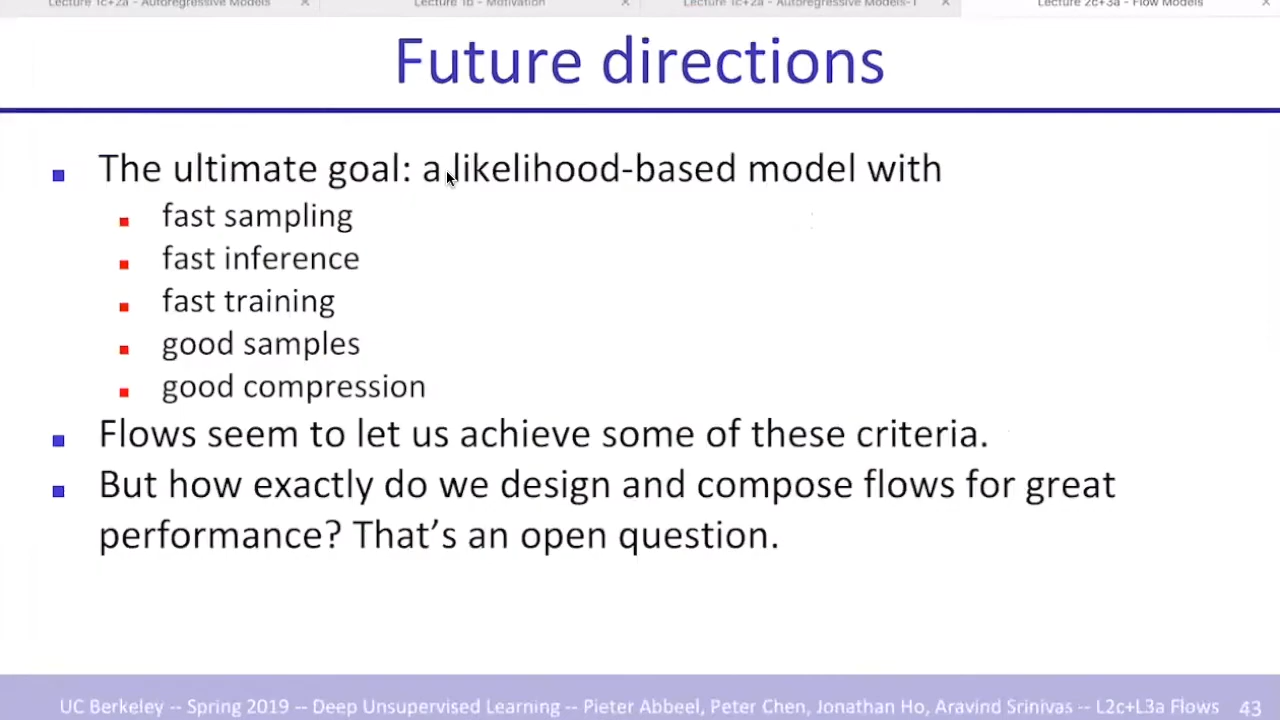 Lecture 1c+2a - Autoregressive Models
Lecture 1b - Motivation
Lecture 1c+2a - Autoregressive Models-1
Lecture 2c+3a - Flow Models
Future directions
The ultimate goal: a likelihood-based model with
fast sampling
fast inference
fast training
good samples
good compression
Flows seem to let us achieve some of these criteria.
But how exactly do we design and compose flows for great
performance? That's an open question.
UC Berkeley -- Spring 2019 -- Deep Unsupervised Learning -- Pieter Abbeel, Peter Chen, Jonathan Ho, Aravind Srinivas -- L2c+L3a Flows 43